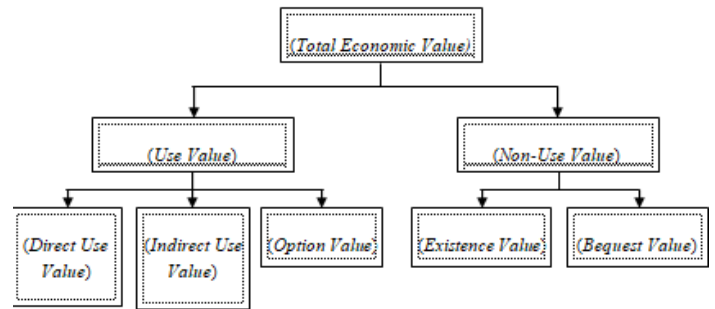 (Total Economic Value)
(Use Value)
(Non-Use Value)
(Direct Use
Value)
(Indirect Use
Value)
(Option Value)
(Existence Value)
(Bequest Value)